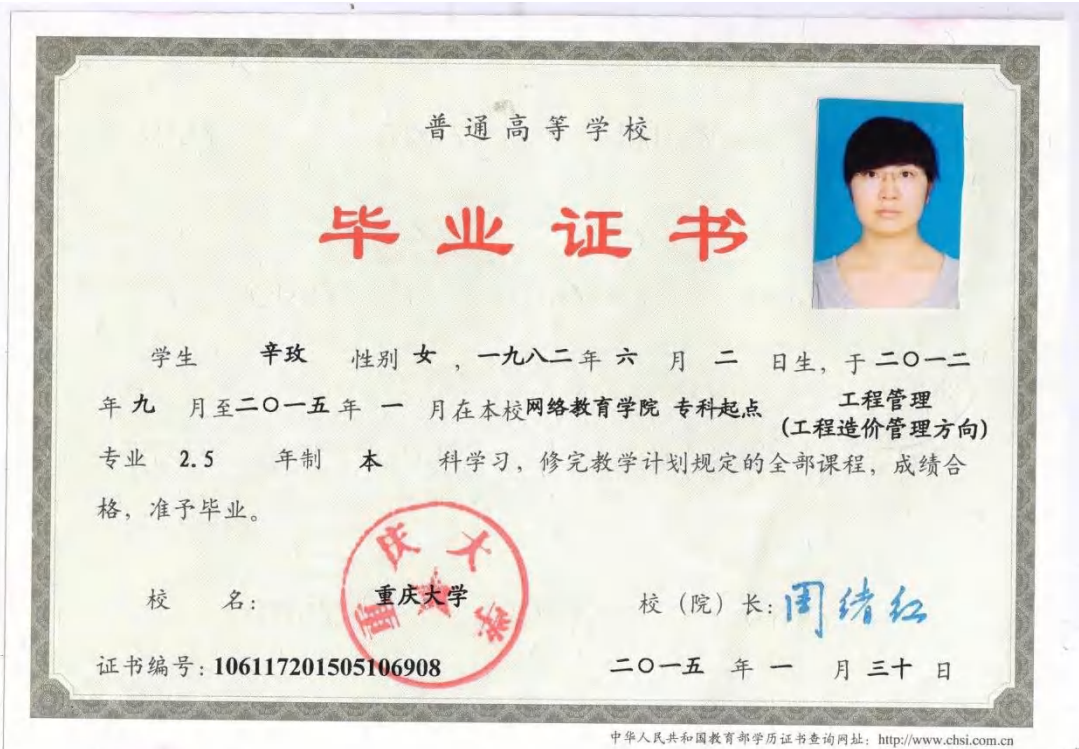 普通高等学校
毕业证书
学生 辛玫 性别 女 ，一九八二 年 六 月 二 日生，于 二〇一二
年 九 月至 二〇一五 年 一 月在本校 网络教育学院 专科起点 工程管理
(工程造价管理方向)
专业 2.5 年制 本 科学习，修完教学计划规定的全部课程，成绩合
格，准予毕业。
重庆大学
校 名： 重庆大学 校（院）长： 周绪红
证书编号：106117201505106908 二〇一五 年 一 月 三十 日
中华人民共和国教育部学历证书查询网址：http://www.chsi.com.cn